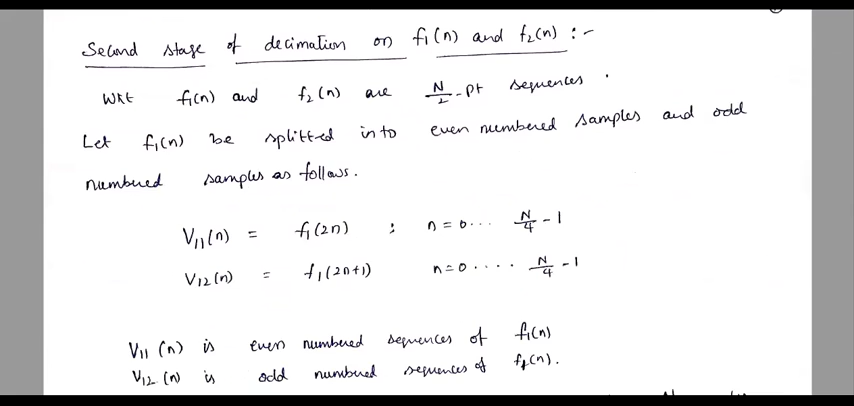 Second stage of decimation on f₁(n) and f₂(n) :-
WKT f₁(n) and f₂(n) are N/2 - pt sequences .
Let f₁(n) be splitted into even numbered samples and odd
numbered samples as follows.
V₁₁(n) = f₁(2n) ; n = 0 ... N/4 - 1
V₁₂(n) = f₁(2n+1) n = 0 .... N/4 - 1
V₁₁(n) is even numbered sequences of f₁(n)
V₁₂(n) is odd numbered sequences of f₁(n).